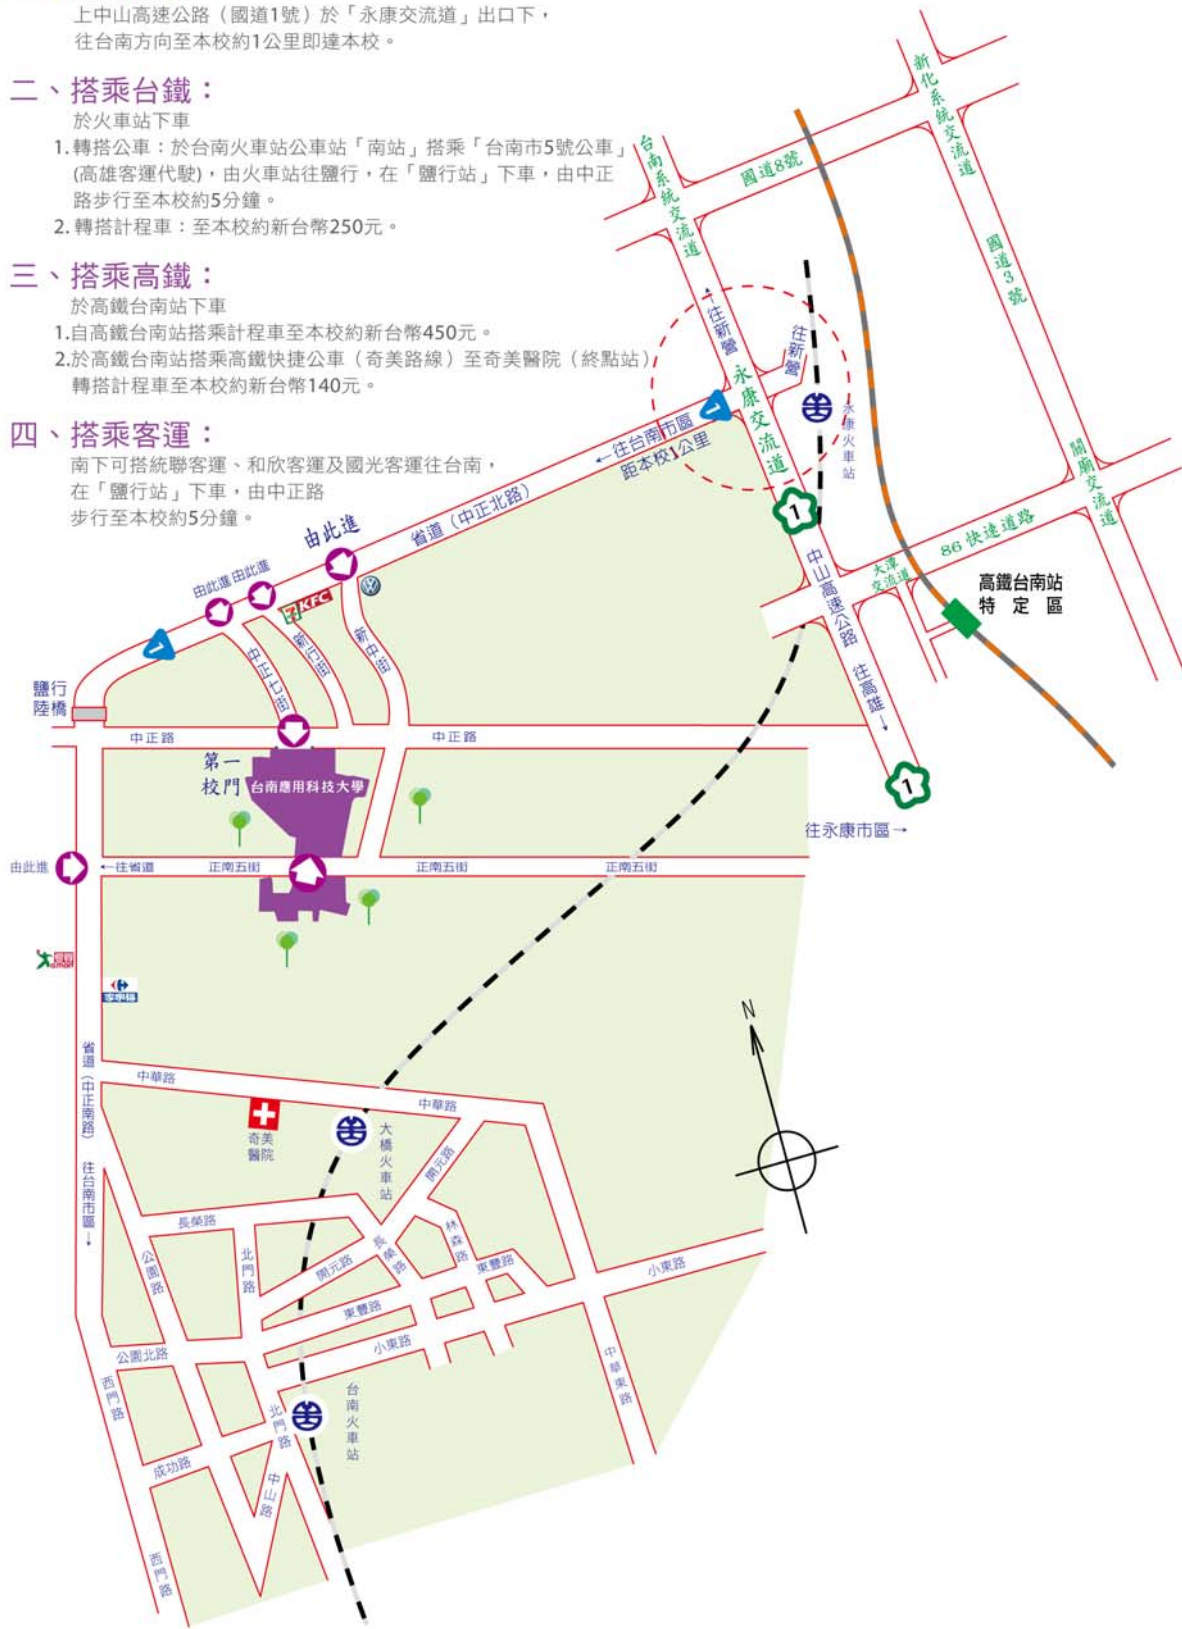 上中山高速公路（國道1號）於「永康交流道」出口下，
往台南方向至本校約1公里即達本校。
二、搭乘台鐵：
於火車站下車
1.轉搭公車：於台南火車站公車站「南站」搭乘「台南市5號公車」
(高雄客運代駛)，由火車站往鹽行，在「鹽行站」下車，由中正
路步行至本校約5分鐘。
2.轉搭計程車：至本校約新台幣250元。
三、搭乘高鐵：
於高鐵台南站下車
1.自高鐵台南站搭乘計程車至本校約新台幣450元。
2.於高鐵台南站搭乘高鐵快捷公車（奇美路線）至奇美醫院（終點站）
轉搭計程車至本校約新台幣140元。
四、搭乘客運：
南下可搭統聯客運、和欣客運及國光客運往台南，
在「鹽行站」下車，由中正路
步行至本校約5分鐘。
新化系統交流道
台南系統交流道
國道8號
國道3號
↑往新營
往新營
永康交流道
1
永康火車站
←往台南市區
距本校1公里
省道（中正北路）
1
關廟交流道
86 快速道路
大潭
交流道
高鐵台南站
特定區
中山高速公路 往高雄↓
由此進
由此進
由此進
KFC
1
中正七街
新行街
新中街
鹽行
陸橋
中正路
中正路
第一
校門
台南應用科技大學
1
往永康市區→
由此進
←往省道
正南五街
正南五街
正南五街
家樂福
N
省道（中正南路） 往台南市區↓
中華路
中華路
奇美
醫院
大橋火車站
開元路
長榮路
北門路
公園路
開元路
長榮路
林森路
東豐路
小東路
東豐路
小東路
公園北路
西門路
中華東路
台南火車站
北門路
成功路
中山路
西門路